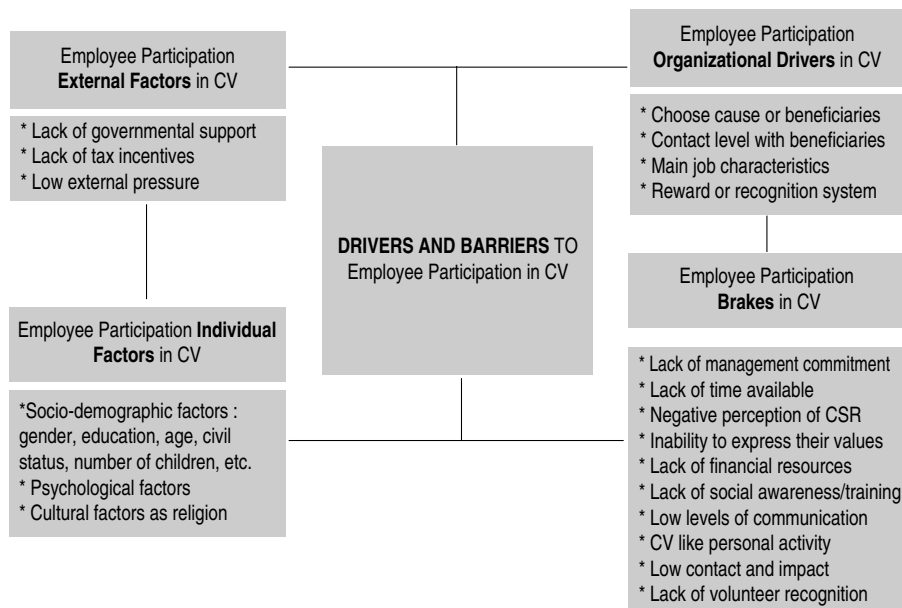 Employee Participation
External Factors in CV
* Lack of governmental support
* Lack of tax incentives
* Low external pressure
Employee Participation Individual
Factors in CV
*Socio-demographic factors :
gender, education, age, civil
status, number of children, etc.
* Psychological factors
* Cultural factors as religion
DRIVERS AND BARRIERS TO
Employee Participation in CV
Employee Participation
Organizational Drivers in CV
* Choose cause or beneficiaries
* Contact level with beneficiaries
* Main job characteristics
* Reward or recognition system
Employee Participation
Brakes in CV
* Lack of management commitment
* Lack of time available
* Negative perception of CSR
* Inability to express their values
* Lack of financial resources
* Lack of social awareness/training
* Low levels of communication
* CV like personal activity
* Low contact and impact
* Lack of volunteer recognition